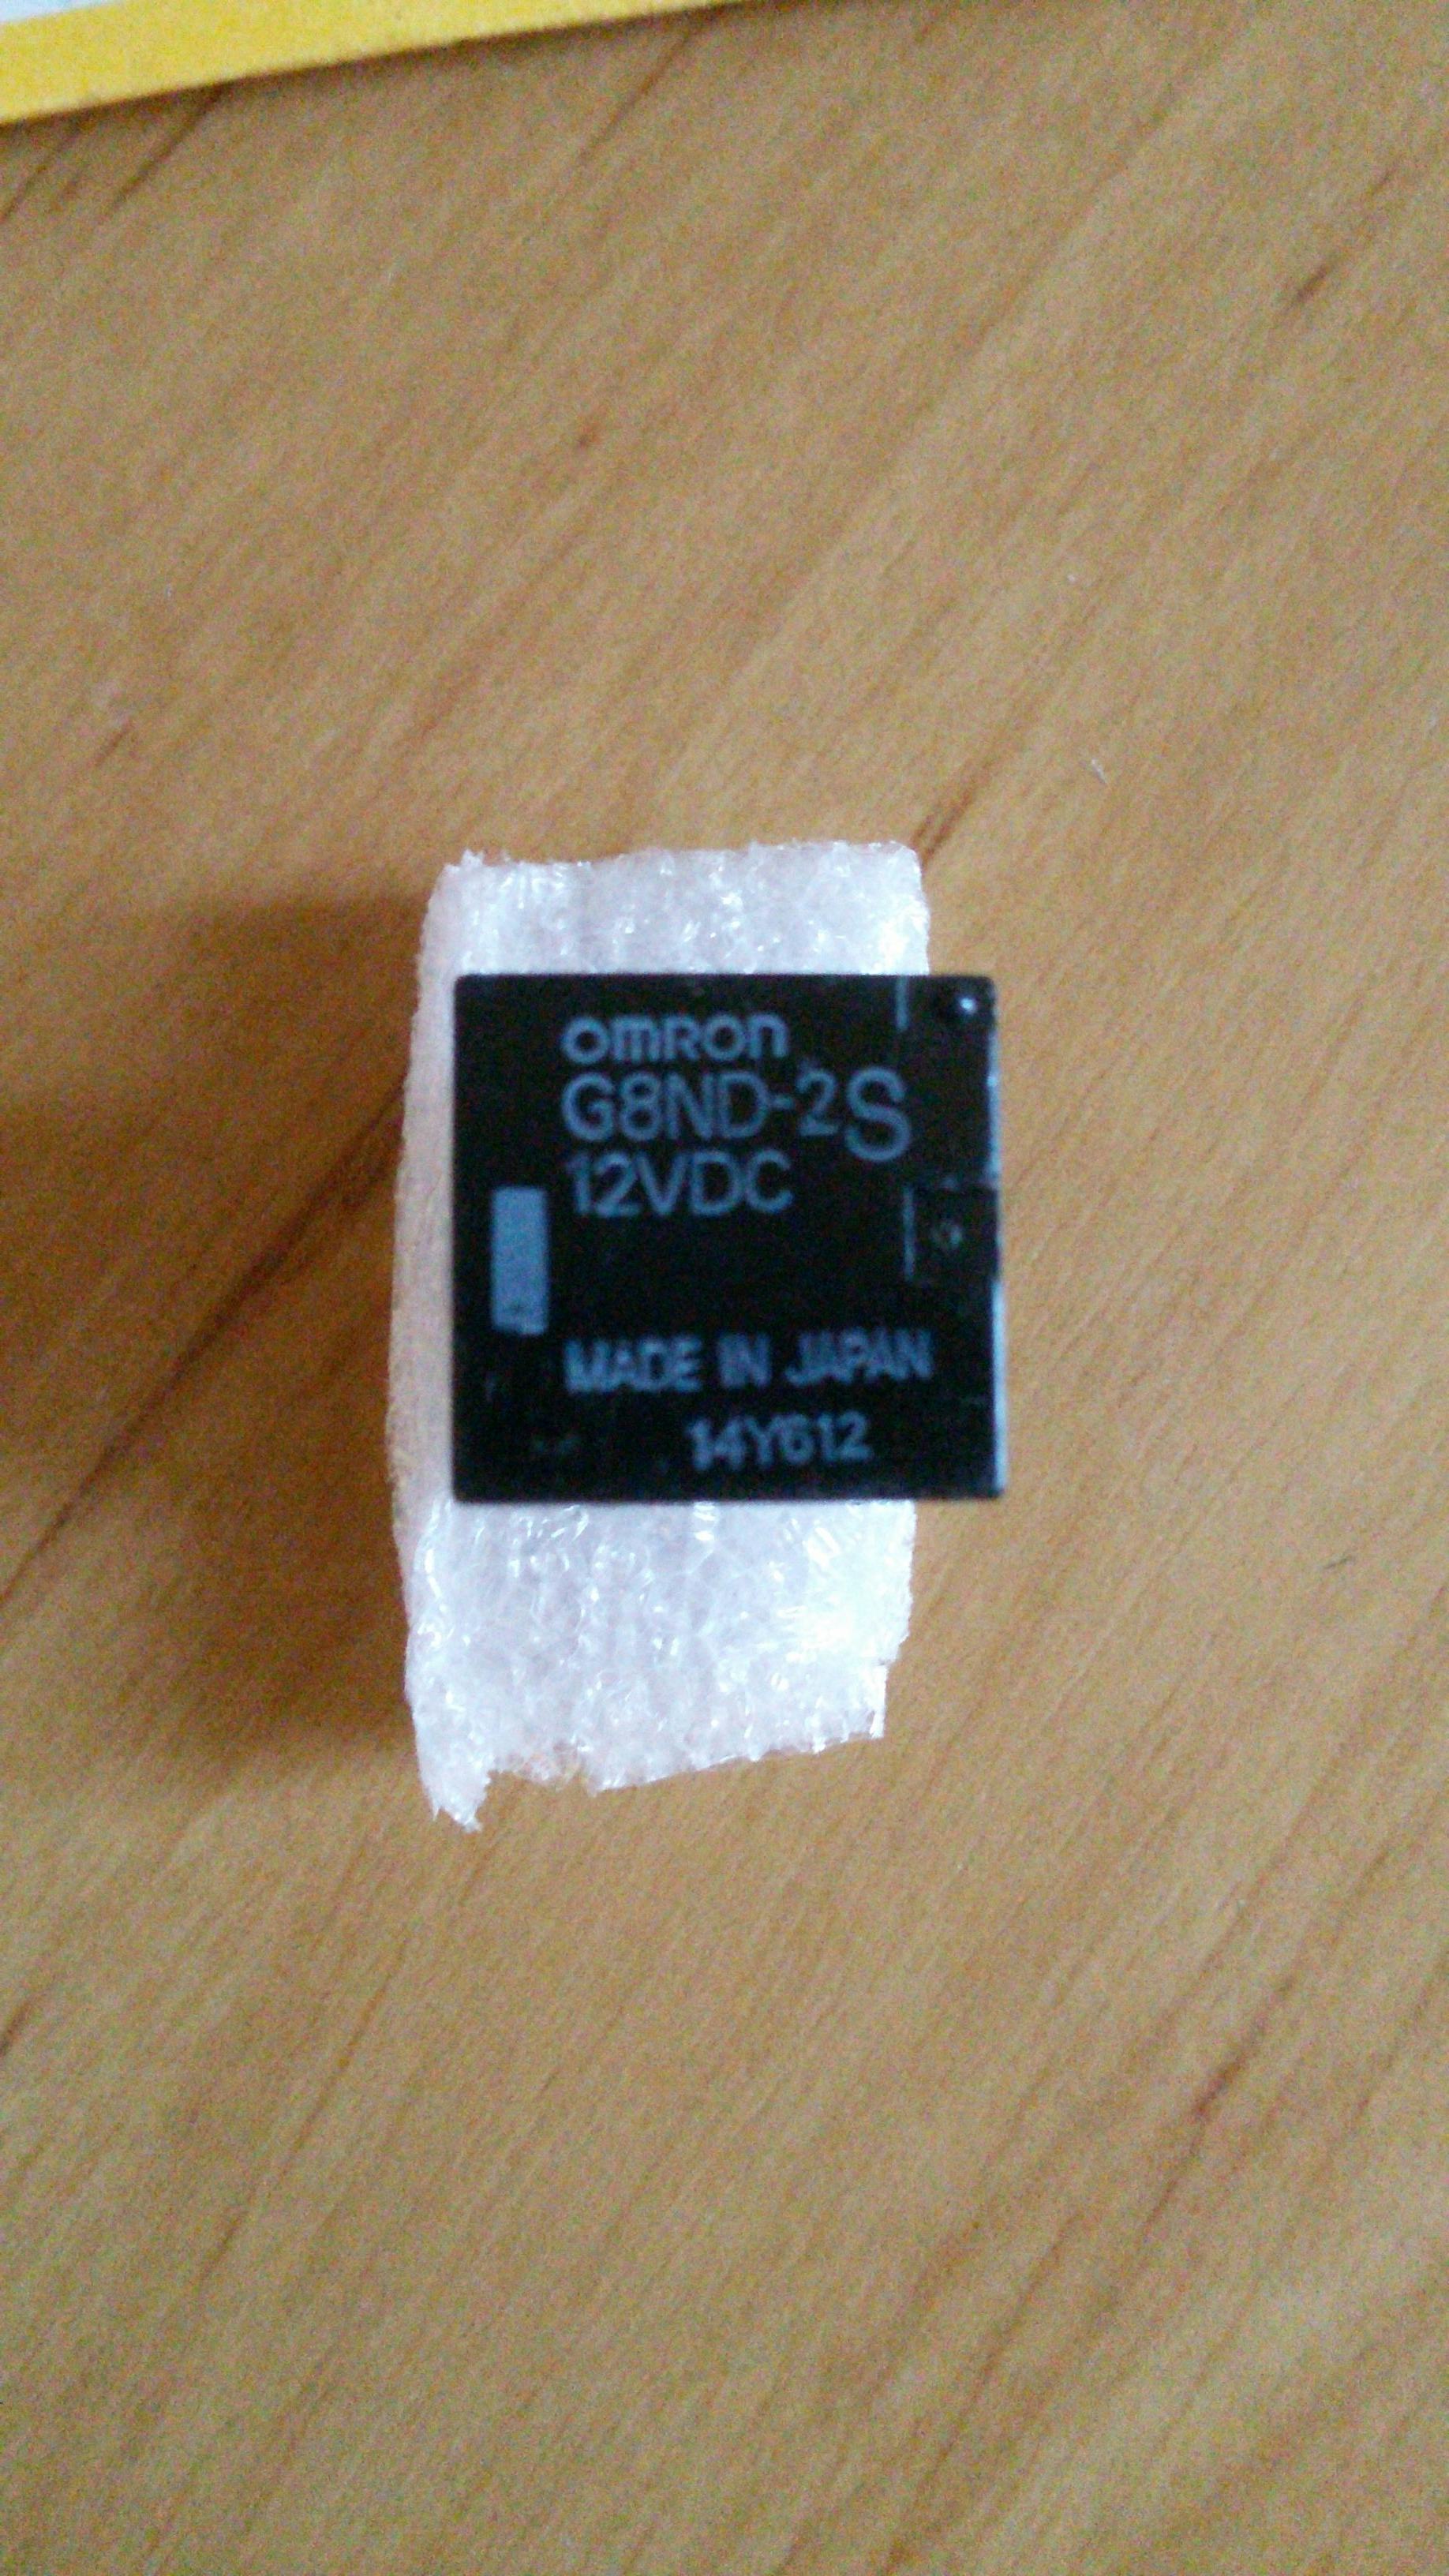 omron
G8ND-2S
12VDC
MADE IN JAPAN
14Y612